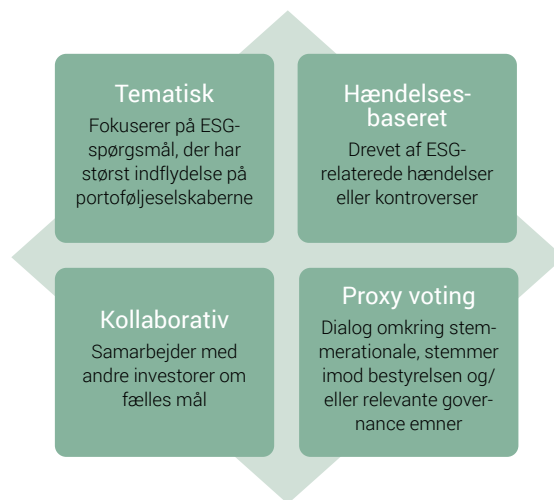 Tematisk
Fokuserer på ESG-
spørgsmål, der har
størst indflydelse på
portoføljeselskaberne
Hændelses-
baseret
Drevet af ESG-
relaterede hændelser
eller kontroverser
Kollaborativ
Samarbejder med
andre investorer om
fælles mål
Proxy voting
Dialog omkring stem-
merationale, stemmer
imod bestyrelsen og/
eller relevante gover-
nance emner